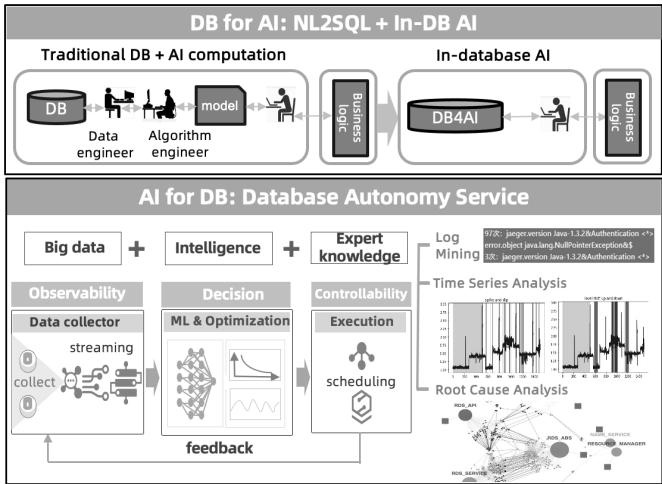 DB for AI: NL2SQL + In-DB AI
Traditional DB + AI computation
In-database AI
DB
model
Business
logic
Data
engineer
Algorithm
engineer
DB4AI
Business
logic
AI for DB: Database Autonomy Service
Big data + Intelligence + Expert
knowledge
Observability
Decision
Controllability
Data collector
streaming
collect
ML & Optimization
Execution
scheduling
feedback
Log
Mining
97次: jaeger.version Java-1.3.2&Authentication <*>
error.object java.lang.NullPointerException&$
3次: jaeger.version Java-1.3.2&Authentication <*>
Time Series Analysis
Root Cause Analysis
RDS_API
JRDS_ABS
NAME_SERVICE
RESOURCE_MANAGER
RDS_SERVICE